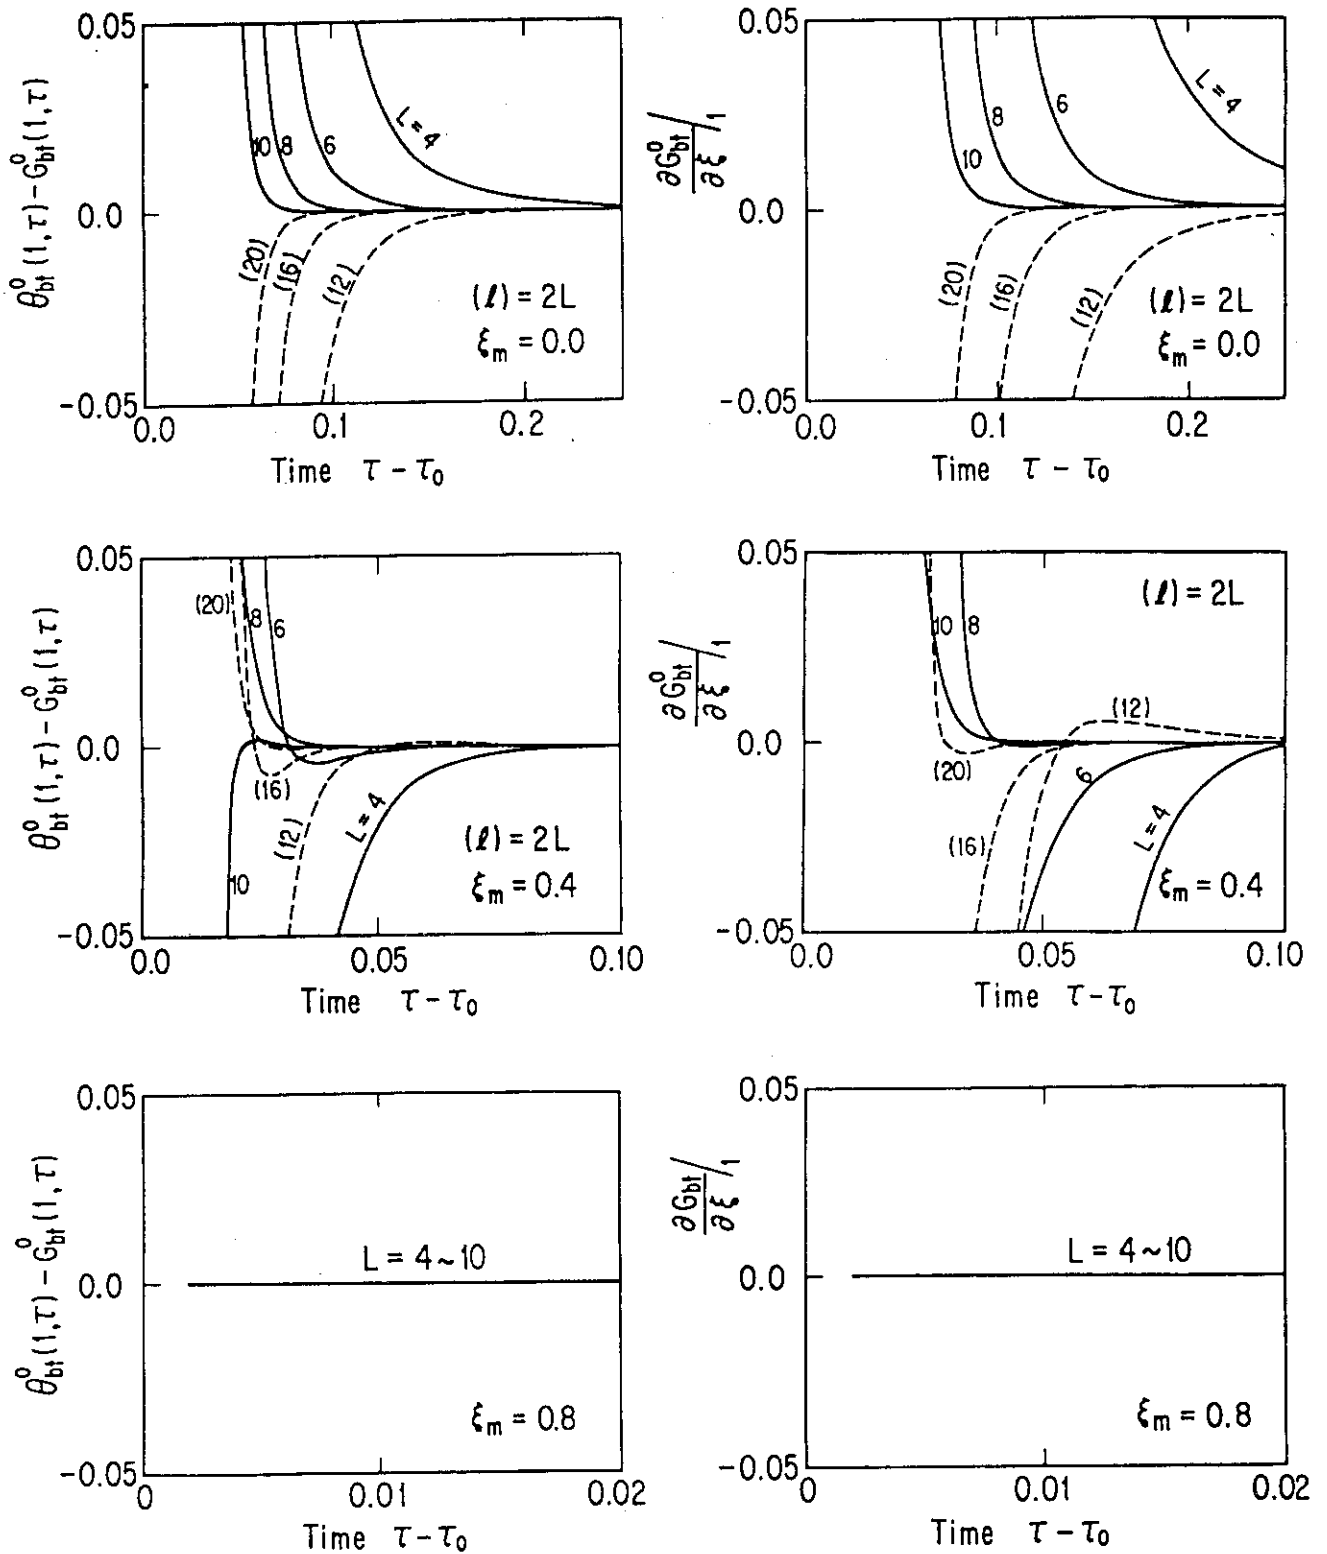 θ⁰bt(1,τ) − G⁰bt(1,τ)
0.05
0.0
-0.05
10
8
6
L = 4
(20)
(16)
(12)
(ℓ) = 2L
ξm = 0.0
0.0
0.1
0.2
Time τ − τ₀
∂G⁰bt/∂ξ /₁
0.05
0.0
-0.05
10
8
6
L = 4
(20)
(16)
(12)
(ℓ) = 2L
ξm = 0.0
0.0
0.1
0.2
Time τ − τ₀
θ⁰bt(1,τ) − G⁰bt(1,τ)
0.05
0.0
-0.05
(20)
8
6
(16)
(12)
L = 4
10
(ℓ) = 2L
ξm = 0.4
0.0
0.05
0.10
Time τ − τ₀
∂G⁰bt/∂ξ /₁
0.05
0.0
-0.05
(ℓ) = 2L
10
8
(12)
(20)
6
(16)
L = 4
ξm = 0.4
0.0
0.05
0.10
Time τ − τ₀
θ⁰bt(1,τ) − G⁰bt(1,τ)
0.05
0.0
-0.05
L = 4~10
ξm = 0.8
0
0.01
0.02
Time τ − τ₀
∂Gbt/∂ξ /₁
0.05
0.0
-0.05
L = 4~10
ξm = 0.8
0
0.01
0.02
Time τ − τ₀